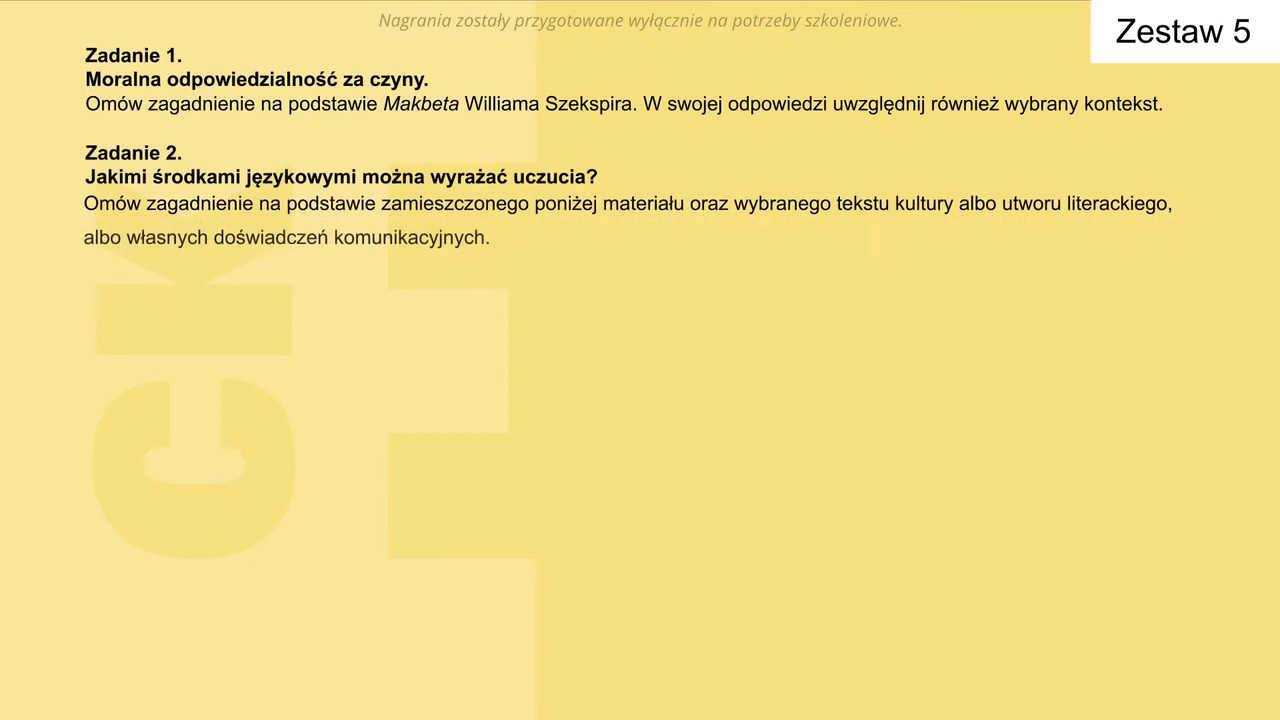 Nagrania zostały przygotowane wyłącznie na potrzeby szkoleniowe.
Zestaw 5
Zadanie 1.
Moralna odpowiedzialność za czyny.
Omów zagadnienie na podstawie Makbeta Williama Szekspira. W swojej odpowiedzi uwzględnij również wybrany kontekst.
Zadanie 2.
Jakimi środkami językowymi można wyrażać uczucia?
Omów zagadnienie na podstawie zamieszczonego poniżej materiału oraz wybranego tekstu kultury albo utworu literackiego,
albo własnych doświadczeń komunikacyjnych.
ck